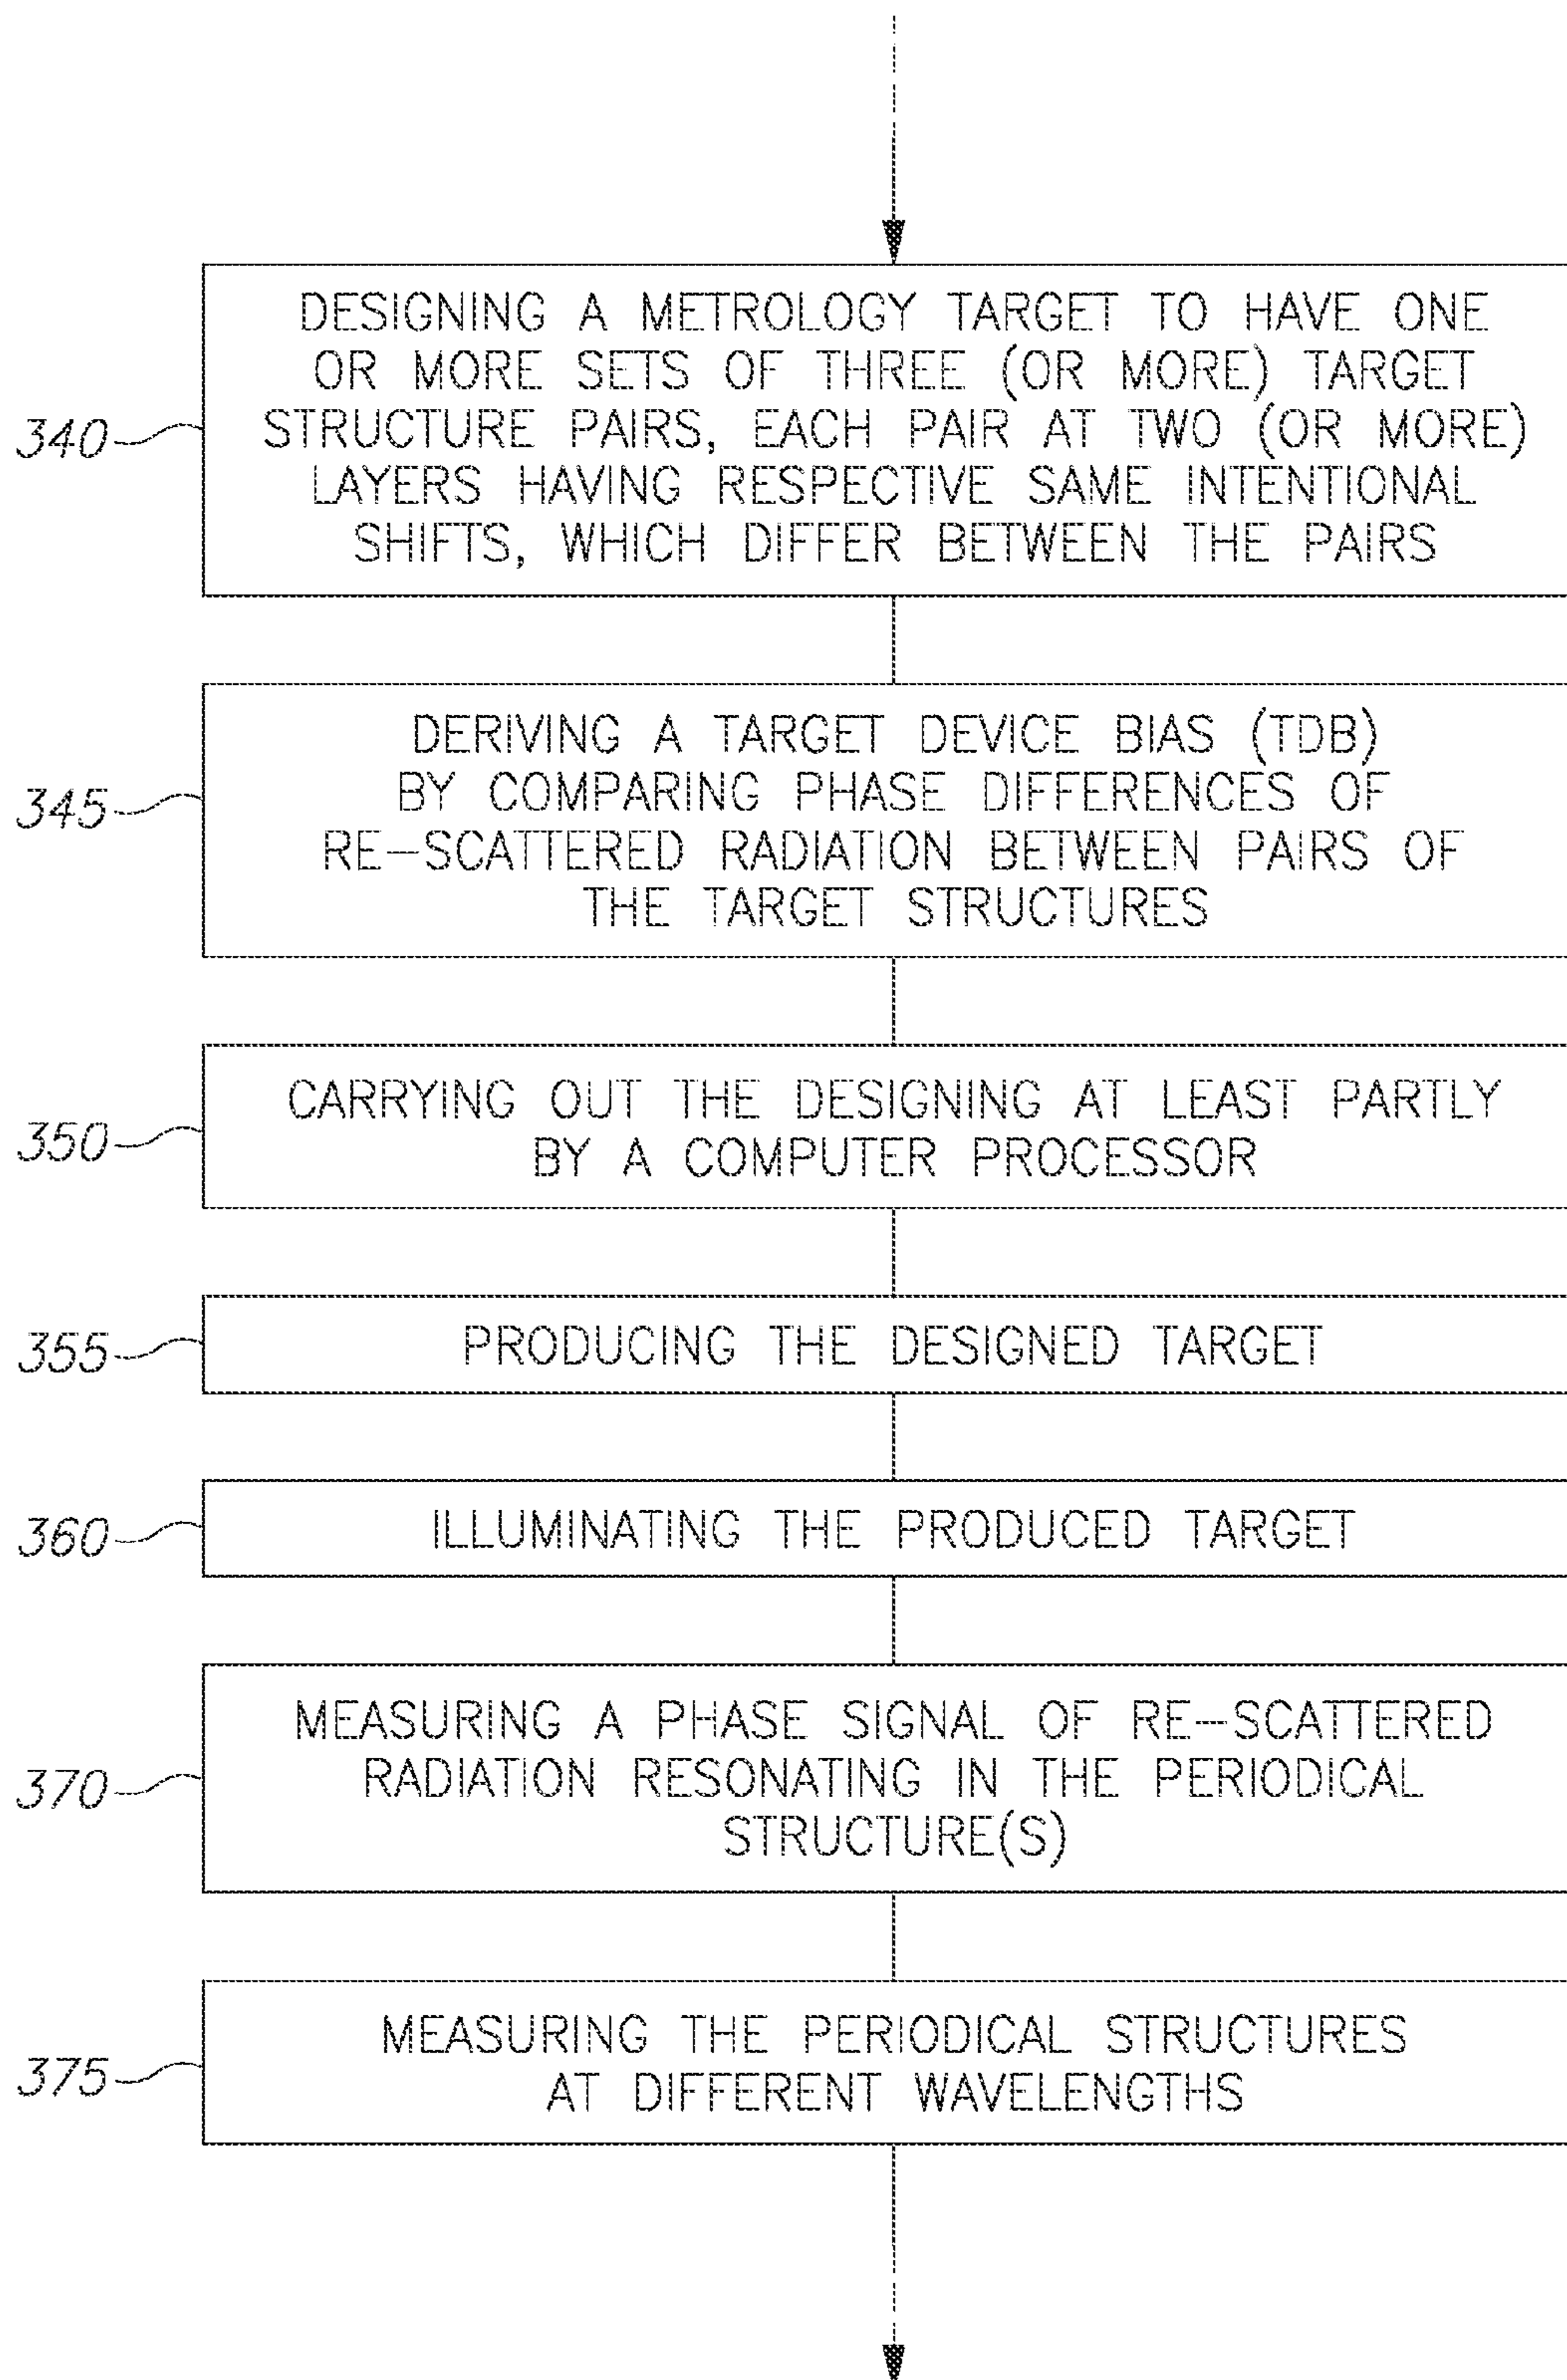 DESIGNING A METROLOGY TARGET TO HAVE ONE
OR MORE SETS OF THREE (OR MORE) TARGET
340
STRUCTURE PAIRS, EACH PAIR AT TWO (OR MORE)
LAYERS HAVING RESPECTIVE SAME INTENTIONAL
SHIFTS, WHICH DIFFER BETWEEN THE PAIRS
DERIVING A TARGET DEVICE BIAS (TDB)
345
BY COMPARING PHASE DIFFERENCES OF
RE-SCATTERED RADIATION BETWEEN PAIRS OF
THE TARGET STRUCTURES
CARRYING OUT THE DESIGNING AT LEAST PARTLY
350
BY A COMPUTER PROCESSOR
355
PRODUCING THE DESIGNED TARGET
360
ILLUMINATING THE PRODUCED TARGET
MEASURING A PHASE SIGNAL OF RE-SCATTERED
370
RADIATION RESONATING IN THE PERIODICAL
STRUCTURE(S)
MEASURING THE PERIODICAL STRUCTURES
375
AT DIFFERENT WAVELENGTHS